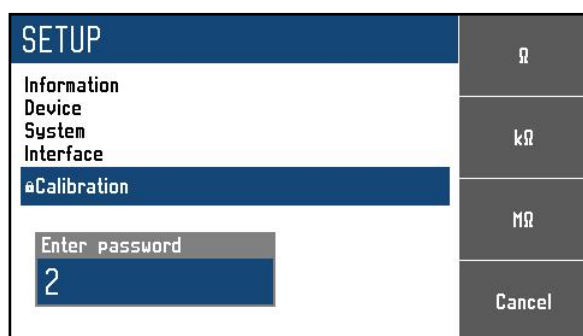 SETUP
Information
Device
System
Interface
Calibration
Enter password
2
Ω
kΩ
MΩ
Cancel